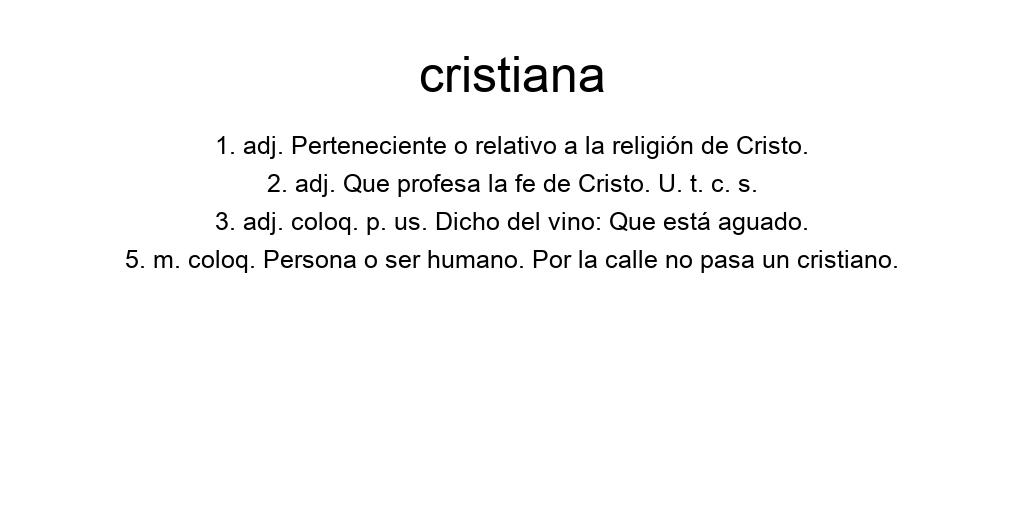 cristiana
1. adj. Perteneciente o relativo a la religión de Cristo.
2. adj. Que profesa la fe de Cristo. U. t. c. s.
3. adj. coloq. p. us. Dicho del vino: Que está aguado.
5. m. coloq. Persona o ser humano. Por la calle no pasa un cristiano.